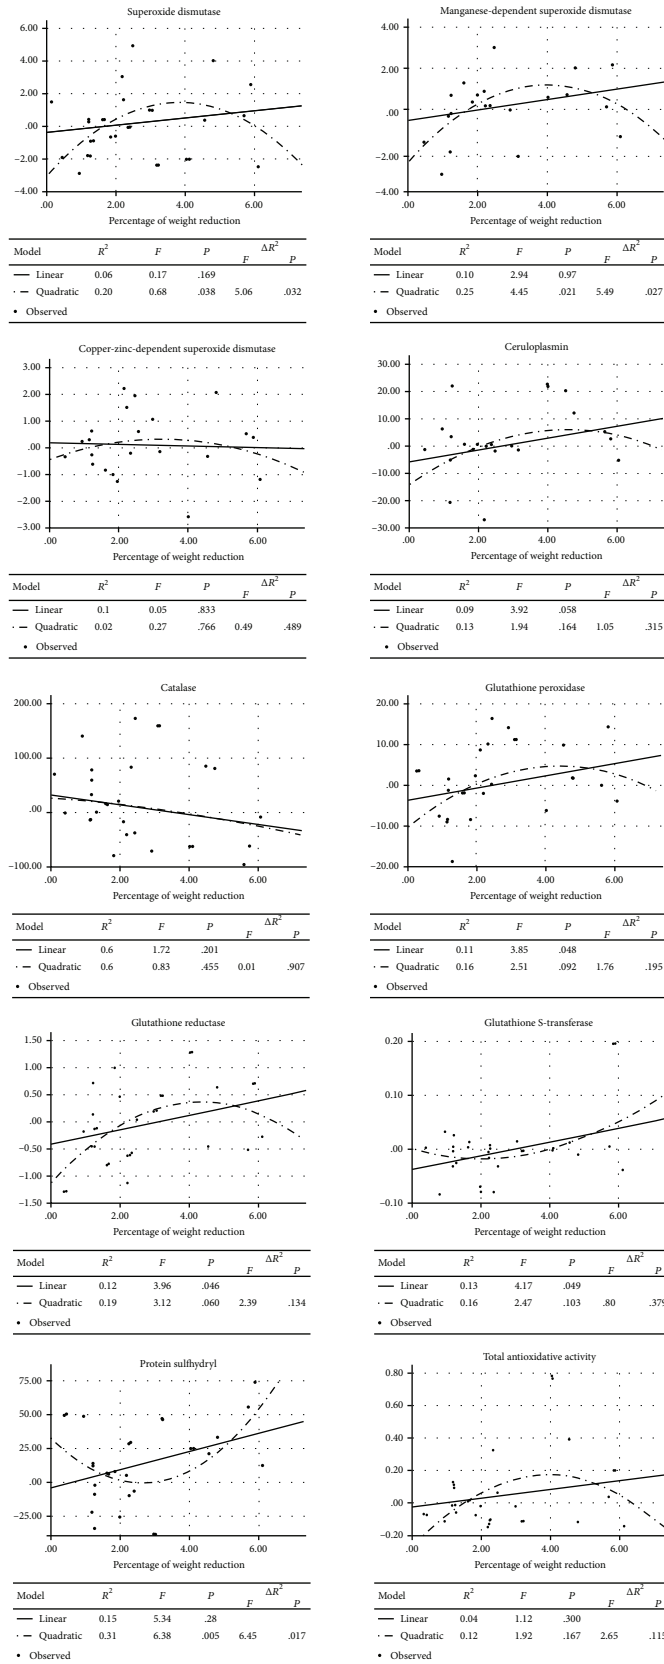 Superoxide dismutase
6.00
4.00
2.00
.00
−2.00
−4.00
.00 2.00 4.00 6.00
Percentage of weight reduction
Model R² F P ΔR²
F P
Linear 0.06 0.17 .169
Quadratic 0.20 0.68 .038 5.06 .032
Observed
Manganese-dependent superoxide dismutase
4.00
2.00
.00
−2.00
−4.00
.00 2.00 4.00 6.00
Percentage of weight reduction
Model R² F P ΔR²
F P
Linear 0.10 2.94 0.97
Quadratic 0.25 4.45 .021 5.49 .027
Observed
Copper-zinc-dependent superoxide dismutase
3.00
2.00
1.00
.00
−1.00
−2.00
−3.00
.00 2.00 4.00 6.00
Percentage of weight reduction
Model R² F P ΔR²
F P
Linear 0.1 0.05 .833
Quadratic 0.02 0.27 .766 0.49 .489
Observed
Ceruloplasmin
30.00
20.00
10.00
.00
−10.00
−20.00
−30.00
.00 2.00 4.00 6.00
Percentage of weight reduction
Model R² F P ΔR²
F P
Linear 0.09 3.92 .058
Quadratic 0.13 1.94 .164 1.05 .315
Observed
Catalase
200.00
100.00
.00
−100.00
.00 2.00 4.00 6.00
Percentage of weight reduction
Model R² F P ΔR²
F P
Linear 0.6 1.72 .201
Quadratic 0.6 0.83 .455 0.01 .907
Observed
Glutathione peroxidase
20.00
10.00
.00
−10.00
−20.00
.00 2.00 4.00 6.00
Percentage of weight reduction
Model R² F P ΔR²
F P
Linear 0.11 3.85 .048
Quadratic 0.16 2.51 .092 1.76 .195
Observed
Glutathione reductase
1.50
1.00
0.50
.00
−0.50
−1.00
−1.50
.00 2.00 4.00 6.00
Percentage of weight reduction
Model R² F P ΔR²
F P
Linear 0.12 3.96 .046
Quadratic 0.19 3.12 .060 2.39 .134
Observed
Glutathione S-transferase
0.20
0.10
.00
−0.10
.00 2.00 4.00 6.00
Percentage of weight reduction
Model R² F P ΔR²
F P
Linear 0.13 4.17 .049
Quadratic 0.16 2.47 .103 .80 .379
Observed
Protein sulfhydryl
75.00
50.00
25.00
.00
−25.00
.00 2.00 4.00 6.00
Percentage of weight reduction
Model R² F P ΔR²
F P
Linear 0.15 5.34 .28
Quadratic 0.31 6.38 .005 6.45 .017
Observed
Total antioxidative activity
0.80
0.60
0.40
0.20
.00
−0.20
.00 2.00 4.00 6.00
Percentage of weight reduction
Model R² F P ΔR²
F P
Linear 0.04 1.12 .300
Quadratic 0.12 1.92 .167 2.65 .115
Observed